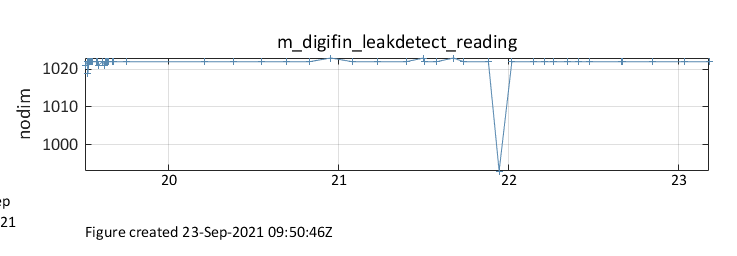 m_digifin_leakdetect_reading
1020
1010
1000
nodim
20
21
22
23
ep
21
Figure created 23-Sep-2021 09:50:46Z